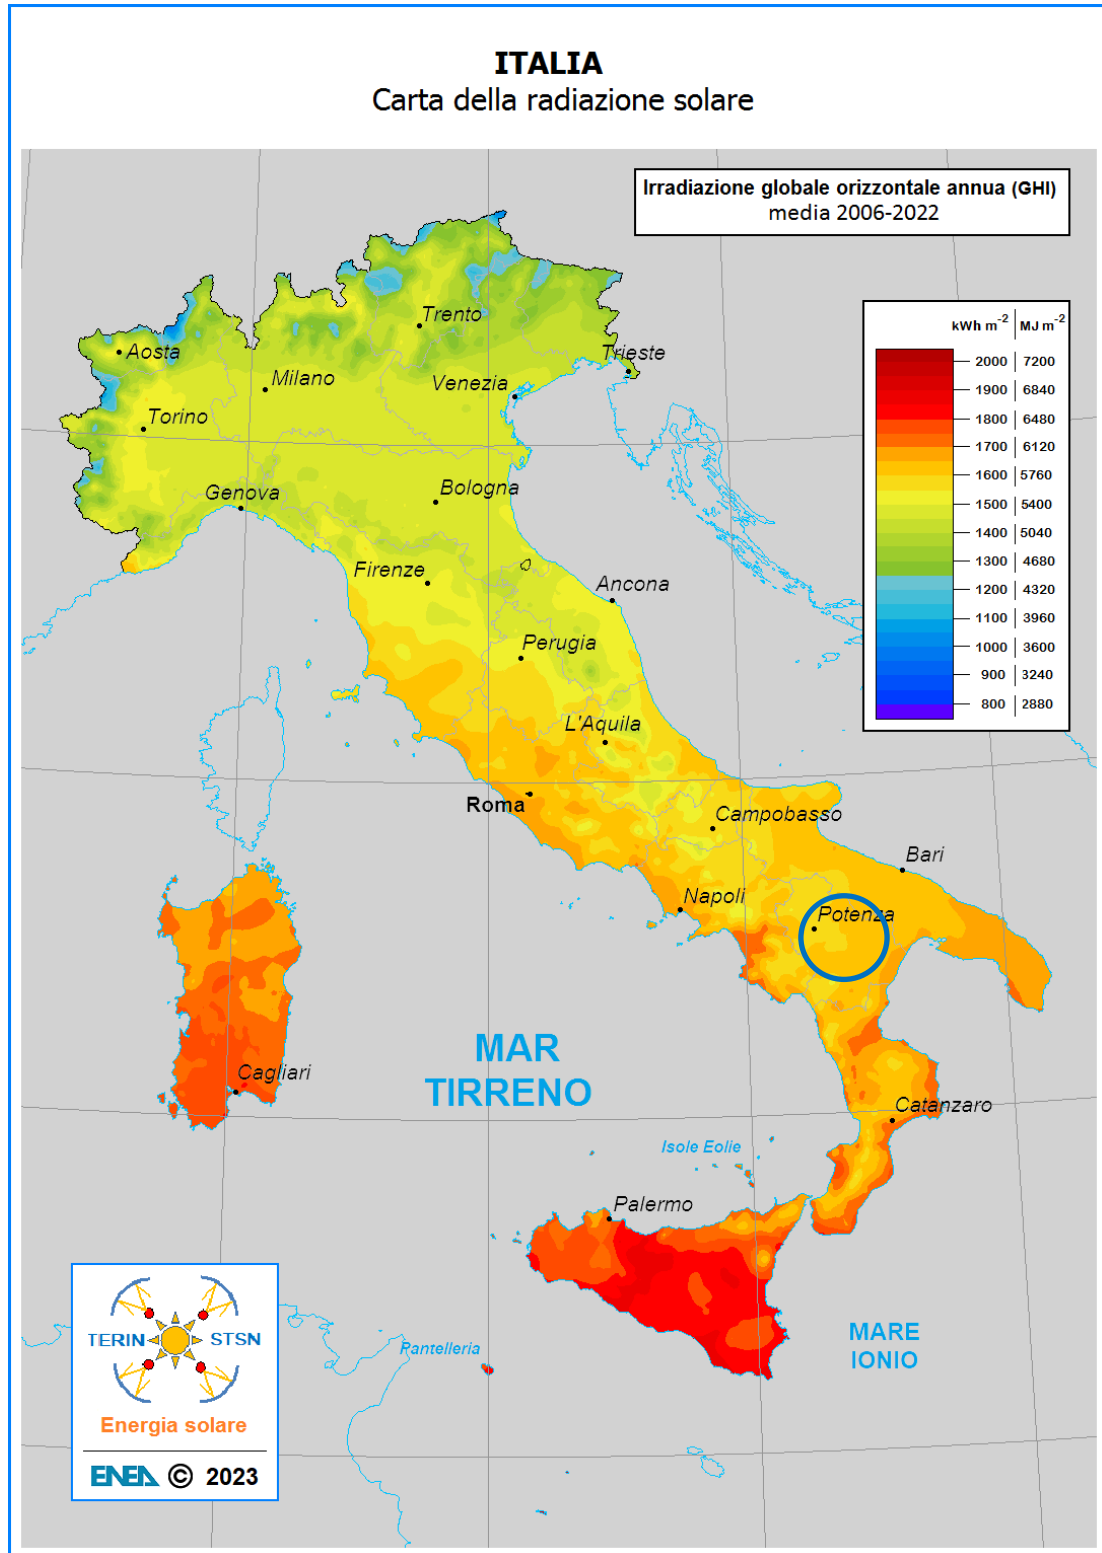 ITALIA
Carta della radiazione solare
Irradiazione globale orizzontale annua (GHI)
media 2006-2022
kWh m-2 MJ m-2
2000 7200
1900 6840
1800 6480
1700 6120
1600 5760
1500 5400
1400 5040
1300 4680
1200 4320
1100 3960
1000 3600
900 3240
800 2880
Trento
Aosta
Trieste
Milano
Venezia
Torino
Bologna
Genova
Firenze
Ancona
Perugia
L'Aquila
Roma
Campobasso
Bari
Napoli
Potenza
MAR
TIRRENO
Cagliari
Catanzaro
Isole Eolie
Palermo
MARE
IONIO
Pantelleria
TERIN STSN
Energia solare
ENEA © 2023